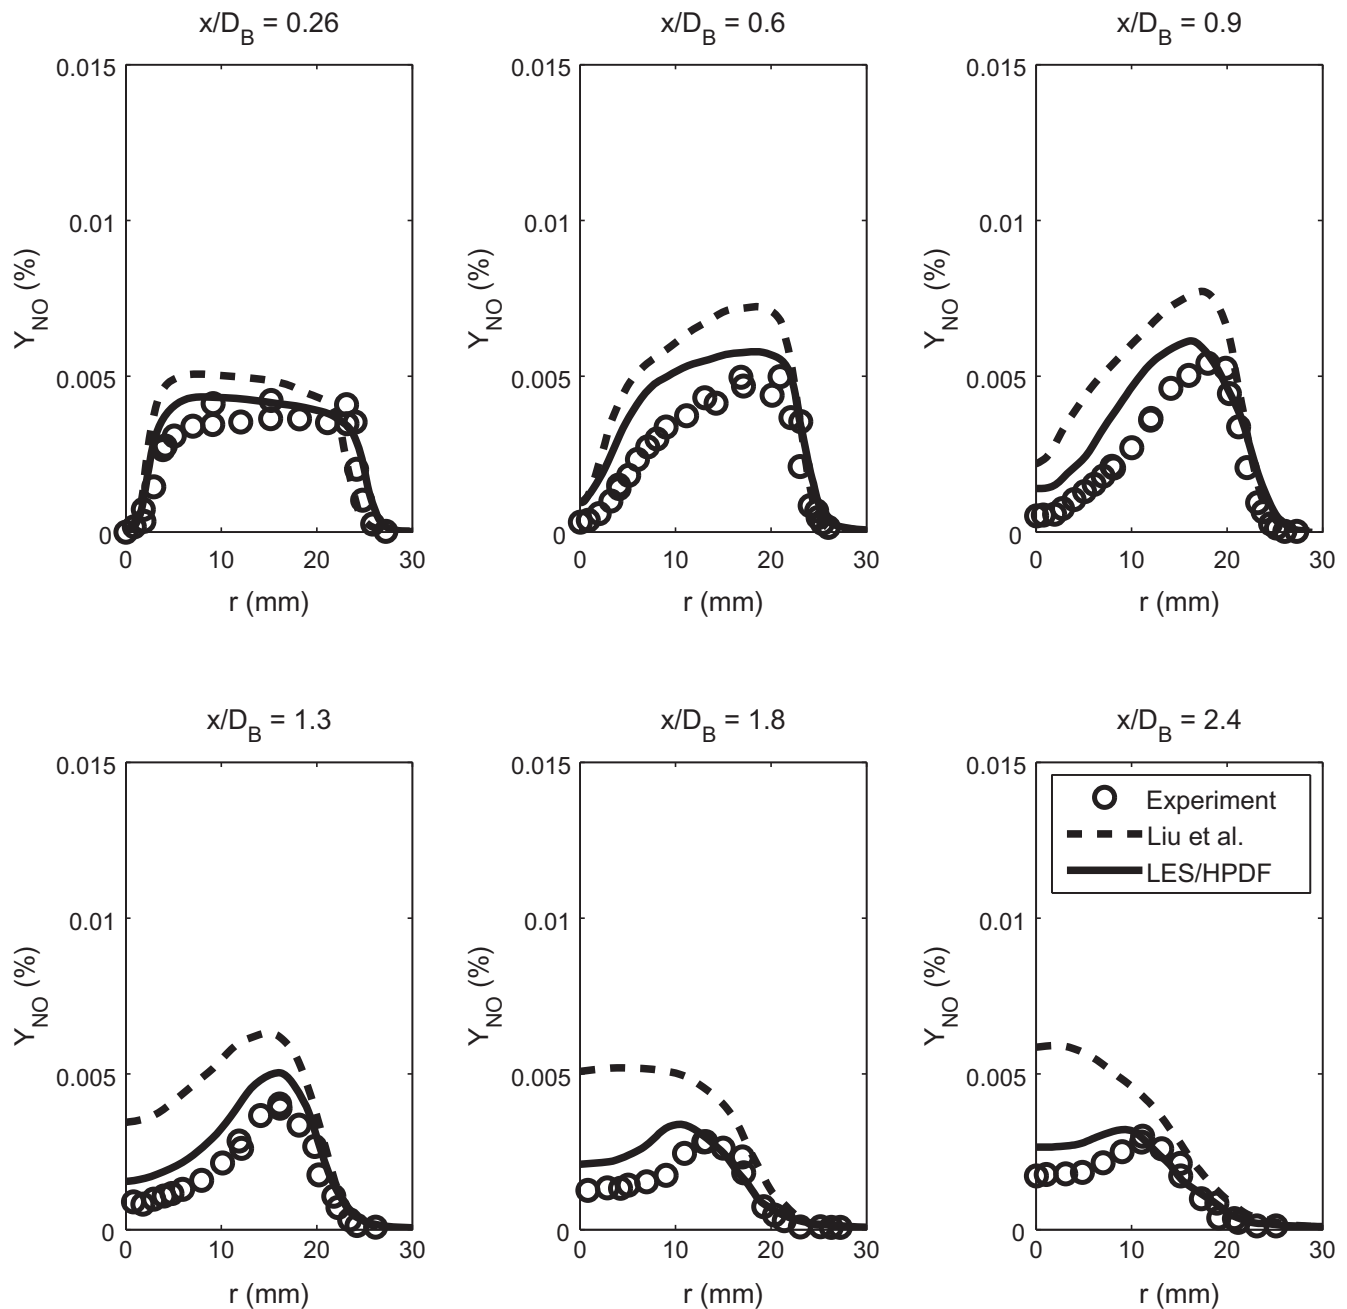 x/D_B = 0.26
0.015
0.01
0.005
0
Y_NO (%)
0 10 20 30
r (mm)
x/D_B = 0.6
0.015
0.01
0.005
0
Y_NO (%)
0 10 20 30
r (mm)
x/D_B = 0.9
0.015
0.01
0.005
0
Y_NO (%)
0 10 20 30
r (mm)
x/D_B = 1.3
0.015
0.01
0.005
0
Y_NO (%)
0 10 20 30
r (mm)
x/D_B = 1.8
0.015
0.01
0.005
0
Y_NO (%)
0 10 20 30
r (mm)
x/D_B = 2.4
0.015
0.01
0.005
0
Y_NO (%)
Experiment
Liu et al.
LES/HPDF
0 10 20 30
r (mm)